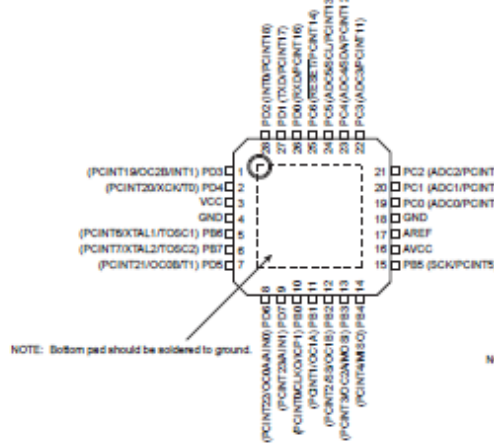 28 PD2 (INT0/PCINT18)
27 PD1 (TXD/PCINT17)
26 PD0 (RXD/PCINT16)
25 PC6 (RESET/PCINT14)
24 PC5 (ADC5/SCL/PCINT13
23 PC4 (ADC4/SDA/PCINT1
22 PC3 (ADC3/PCINT11)
(PCINT19/OC2B/INT1) PD3 1
(PCINT20/XCK/T0) PD4 2
VCC 3
GND 4
(PCINT6/XTAL1/TOSC1) PB6 5
(PCINT7/XTAL2/TOSC2) PB7 6
(PCINT21/OC0B/T1) PD5 7
21 PC2 (ADC2/PCINT
20 PC1 (ADC1/PCINT
19 PC0 (ADC0/PCINT
18 GND
17 AREF
16 AVCC
15 PB5 (SCK/PCINT5
(PCINT22/OC0A/AIN0) PD6 8
(PCINT23/AIN1) PD7 9
(PCINT0/CLKO/ICP1) PB0 10
(PCINT1/OC1A) PB1 11
(PCINT2/SS/OC1B) PB2 12
(PCINT3/OC2A/MOSI) PB3 13
(PCINT4/MISO) PB4 14
NOTE: Bottom pad should be soldered to ground.
N